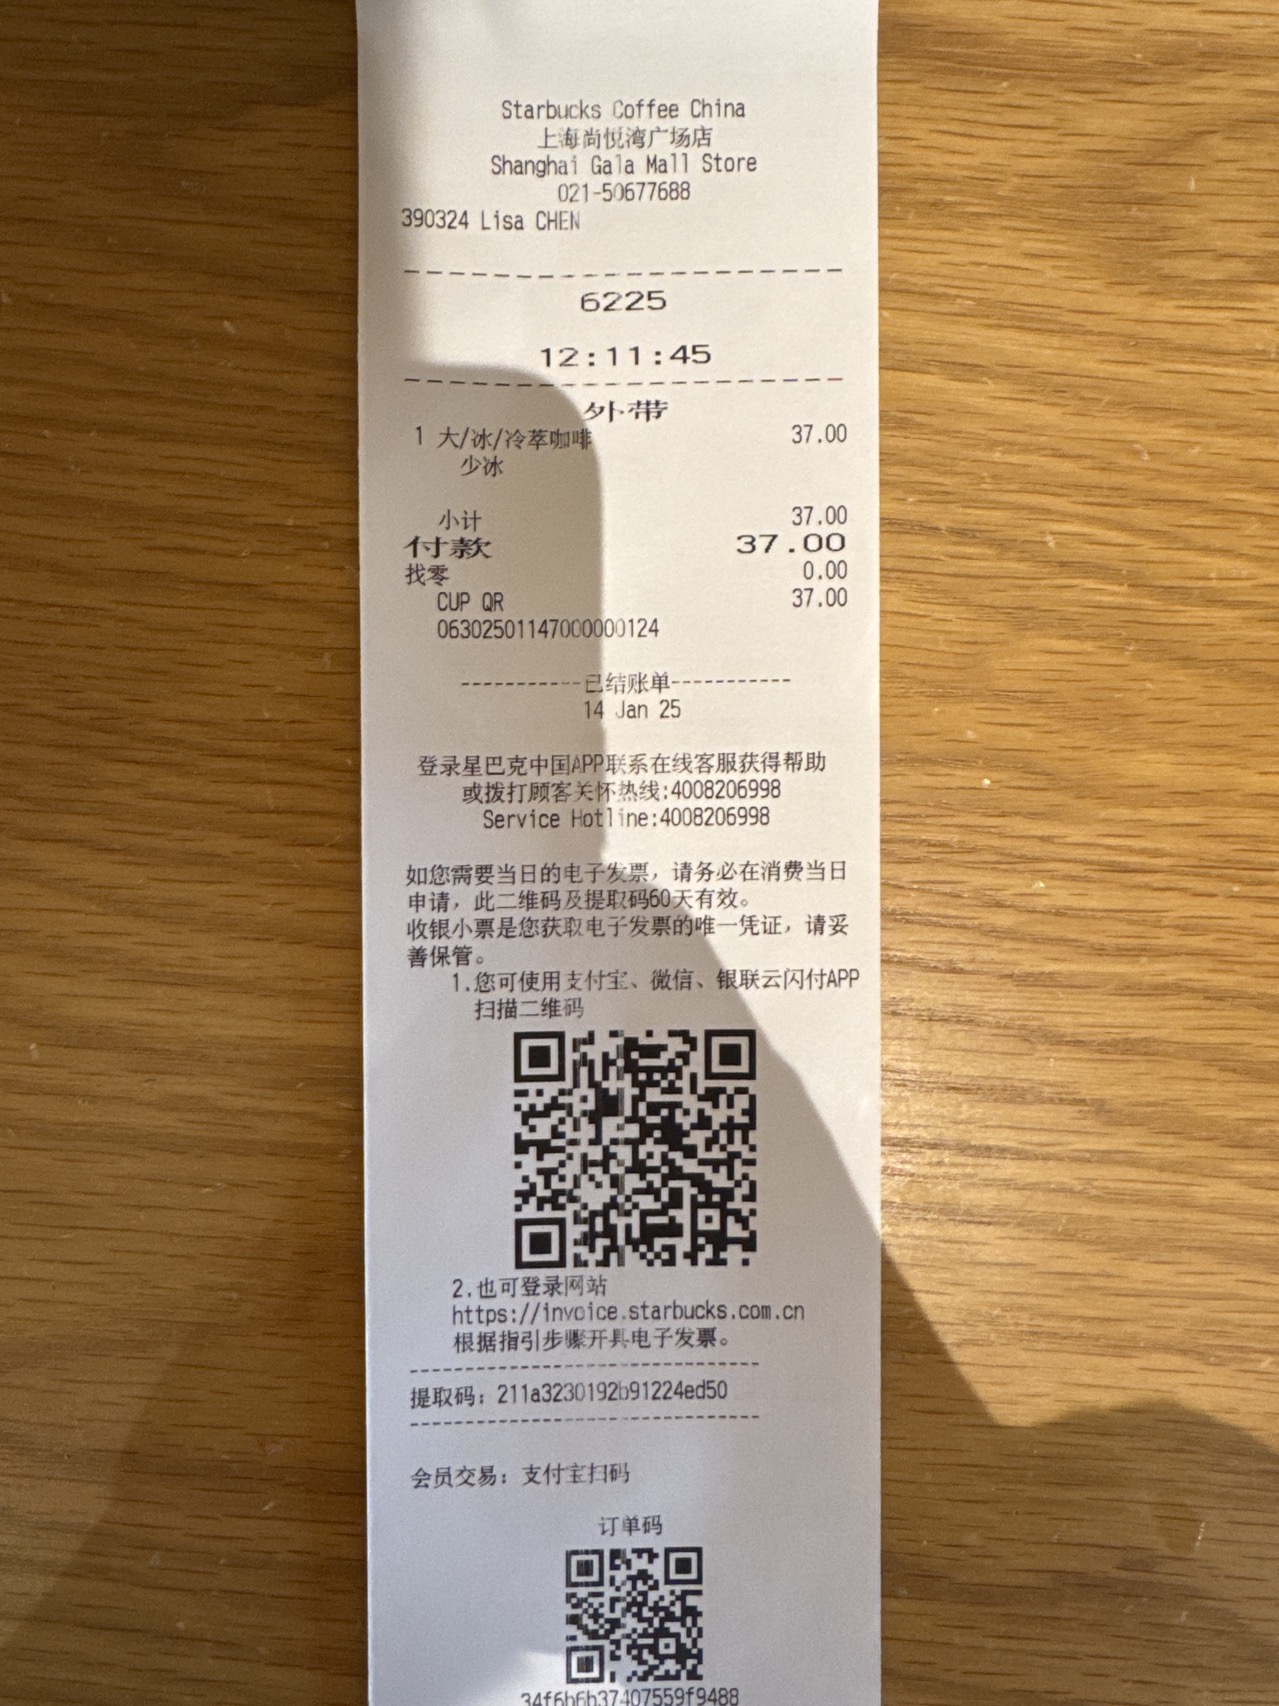 Starbucks Coffee China
上海尚悦湾广场店
Shanghai Gala Mall Store
021-50677688
390324 Lisa CHEN
6225
12:11:45
外带
1 大/冰/冷萃咖啡 37.00
少冰
小计 37.00
付款 37.00
找零 0.00
CUP QR 37.00
06302501147000000124
-----------已结账单-----------
14 Jan 25
登录星巴克中国APP联系在线客服获得帮助
或拨打顾客关怀热线:4008206998
Service Hotline:4008206998
如您需要当日的电子发票，请务必在消费当日
申请，此二维码及提取码60天有效。
收银小票是您获取电子发票的唯一凭证，请妥
善保管。
1.您可使用支付宝、微信、银联云闪付APP
扫描二维码
2.也可登录网站
https://invoice.starbucks.com.cn
根据指引步骤开具电子发票。
提取码：211a3230192b91224ed50
会员交易：支付宝扫码
订单码
34f6b6b37407559f9488